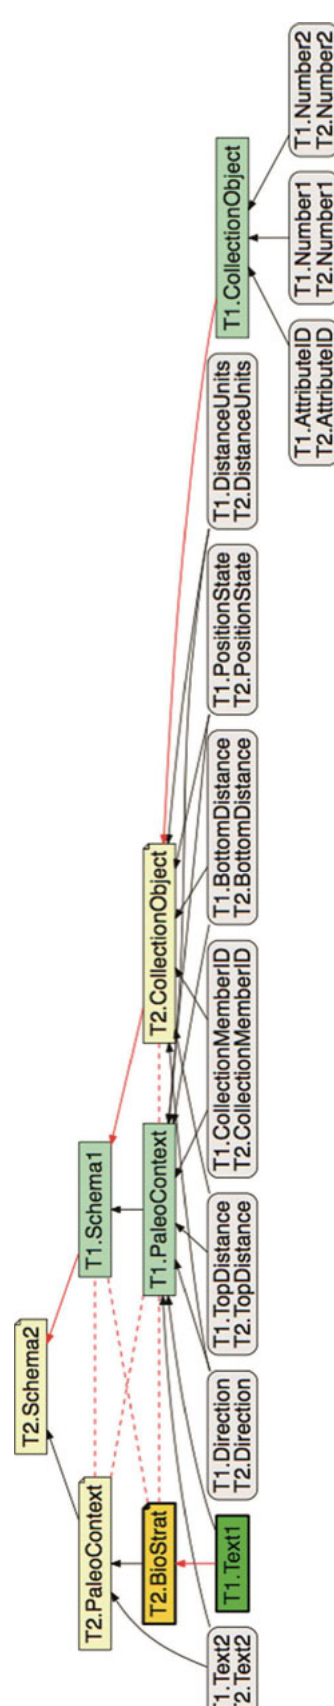 T2.Schema2
T2.PaleoContext
T1.Schema1
T2.BioStrat
T1.PaleoContext
T2.CollectionObject
T1.CollectionObject
T1.Text2
T2.Text2
T1.Text1
T1.Direction
T2.Direction
T1.TopDistance
T2.TopDistance
T1.CollectionMemberID
T2.CollectionMemberID
T1.BottomDistance
T2.BottomDistance
T1.PositionState
T2.PositionState
T1.DistanceUnits
T2.DistanceUnits
T1.AttributeID
T2.AttributeID
T1.Number1
T2.Number1
T1.Number2
T2.Number2